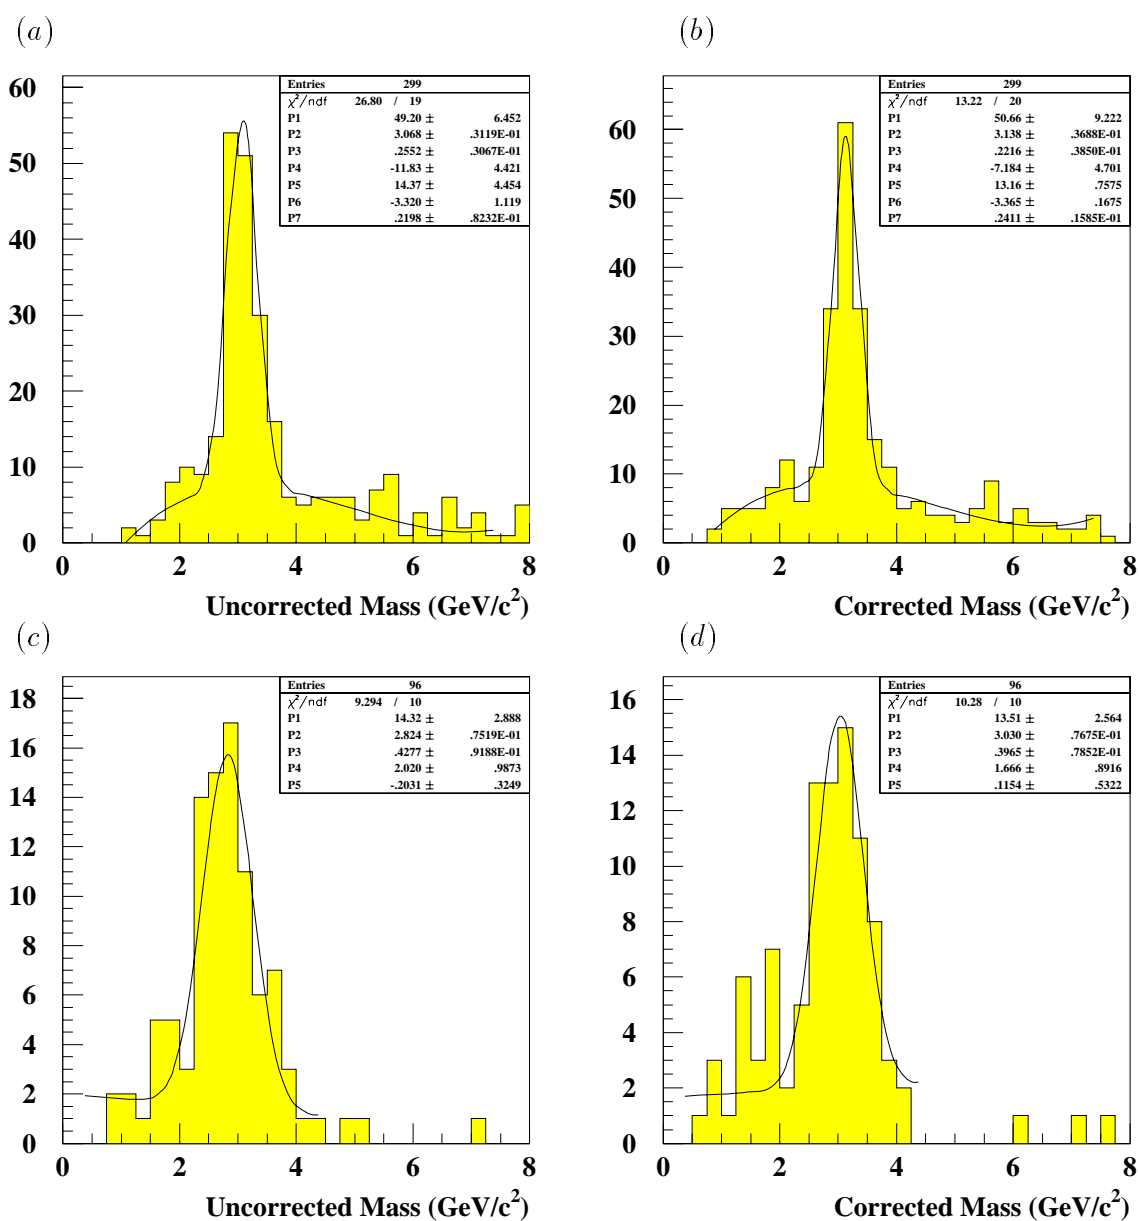 (a)
Entries 299
χ²/ndf 26.80 / 19
P1 49.20 ± 6.452
P2 3.068 ± .3119E-01
P3 .2552 ± .3067E-01
P4 -11.83 ± 4.421
P5 14.37 ± 4.454
P6 -3.320 ± 1.119
P7 .2198 ± .8232E-01
60
50
40
30
20
10
0
0 2 4 6 8
Uncorrected Mass (GeV/c²)
(b)
Entries 299
χ²/ndf 13.22 / 20
P1 50.66 ± 9.222
P2 3.138 ± .3688E-01
P3 .2216 ± .3850E-01
P4 -7.184 ± 4.701
P5 13.16 ± .7575
P6 -3.365 ± .1675
P7 .2411 ± .1585E-01
60
50
40
30
20
10
0
0 2 4 6 8
Corrected Mass (GeV/c²)
(c)
Entries 96
χ²/ndf 9.294 / 10
P1 14.32 ± 2.888
P2 2.824 ± .7519E-01
P3 .4277 ± .9188E-01
P4 2.020 ± .9873
P5 -.2031 ± .3249
18
16
14
12
10
8
6
4
2
0
0 2 4 6 8
Uncorrected Mass (GeV/c²)
(d)
Entries 96
χ²/ndf 10.28 / 10
P1 13.51 ± 2.564
P2 3.030 ± .7675E-01
P3 .3965 ± .7852E-01
P4 1.666 ± .8916
P5 .1154 ± .5322
16
14
12
10
8
6
4
2
0
0 2 4 6 8
Corrected Mass (GeV/c²)